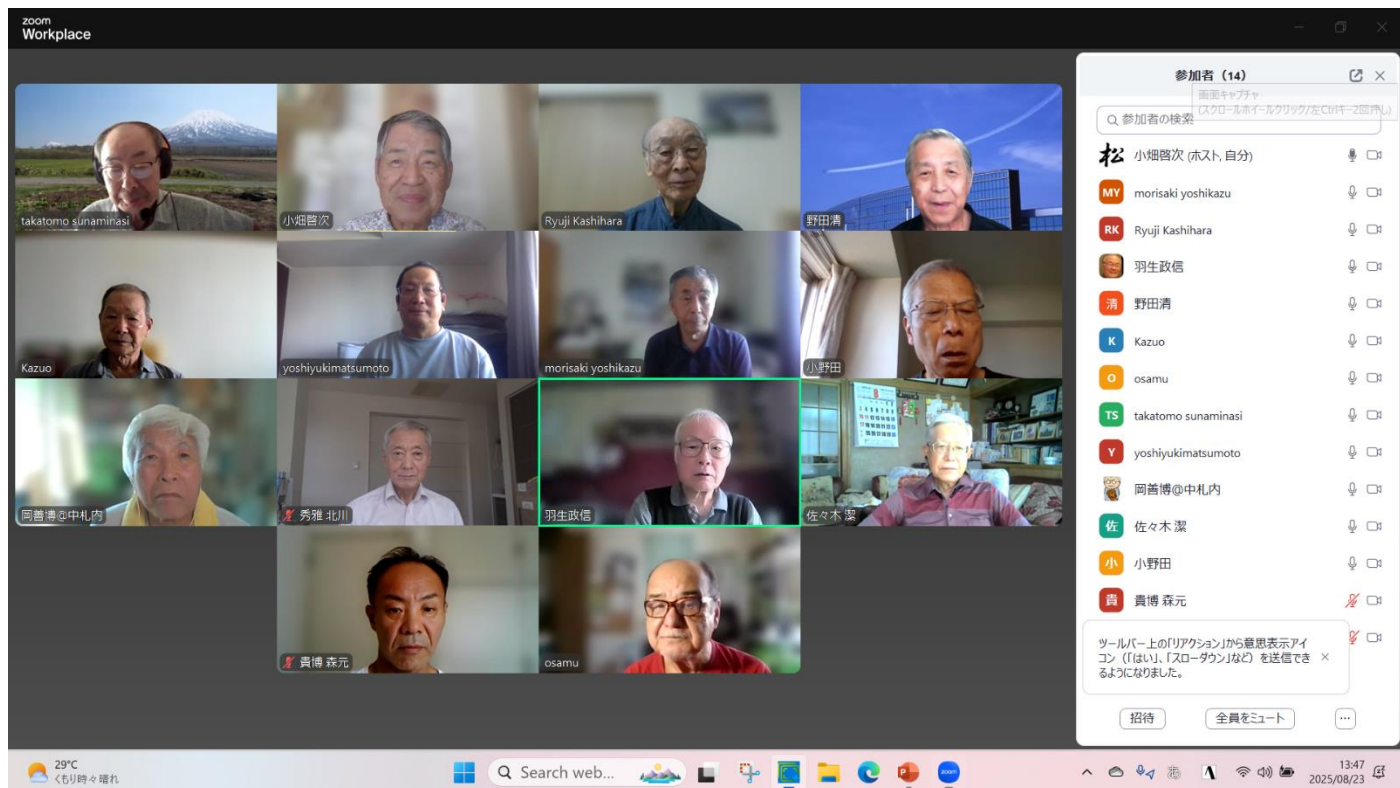 zoom
Workplace
takatomo sunaminasi
小畑啓次
Ryuji Kashihara
野田清
Kazuo
yoshiyukimatsumoto
morisaki yoshikazu
小野田
岡善博@中札内
秀雅 北川
羽生政信
佐々木 潔
貴博 森元
osamu
参加者 (14)
画面キャプチャ
(スクロールホイールクリック/左Ctrlキー2回押し)
参加者の検索
松
小畑啓次 (ホスト, 自分)
MY
morisaki yoshikazu
RK
Ryuji Kashihara
羽生政信
清
野田清
K
Kazuo
O
osamu
TS
takatomo sunaminasi
Y
yoshiyukimatsumoto
岡善博@中札内
佐
佐々木 潔
小
小野田
貴
貴博 森元
ツールバー上の「リアクション」から意思表示アイ
コン（「はい」、「スローダウン」など）を送信でき
るようになりました。
招待
全員をミュート
...
29°C
くもり時々晴れ
Search web...
zoom
あ
13:47
2025/08/23